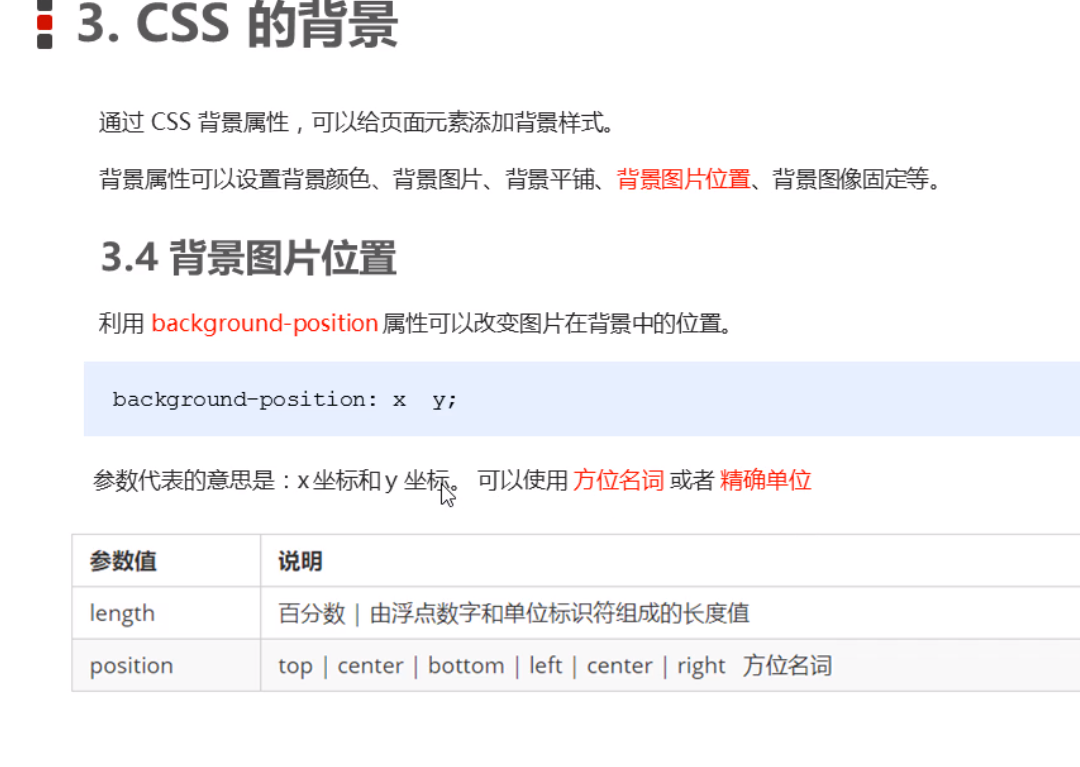 3. CSS 的背景
通过 CSS 背景属性，可以给页面元素添加背景样式。
背景属性可以设置背景颜色、背景图片、背景平铺、背景图片位置、背景图像固定等。
3.4 背景图片位置
利用 background-position 属性可以改变图片在背景中的位置。
background-position: x  y;
参数代表的意思是：x 坐标和 y 坐标。 可以使用 方位名词 或者 精确单位
参数值 说明
length 百分数 | 由浮点数字和单位标识符组成的长度值
position top | center | bottom | left | center | right 方位名词